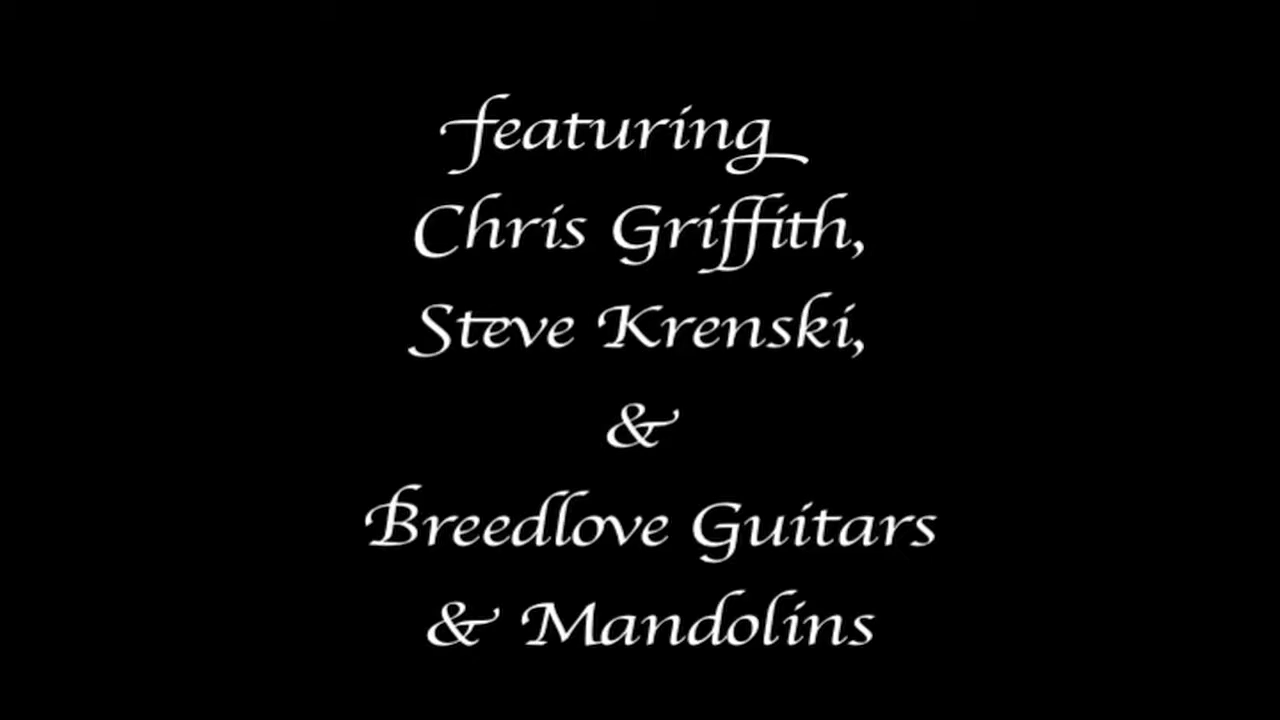 featuring
Chris Griffith,
Steve Krenski,
&
Breedlove Guitars
& Mandolins